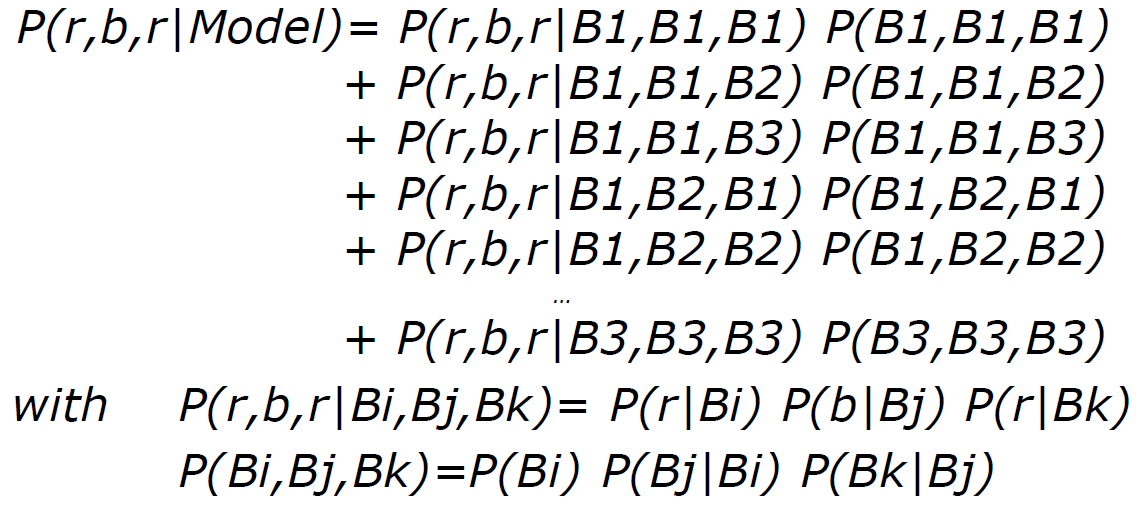 P(r,b,r|Model)= P(r,b,r|B1,B1,B1) P(B1,B1,B1)
+ P(r,b,r|B1,B1,B2) P(B1,B1,B2)
+ P(r,b,r|B1,B1,B3) P(B1,B1,B3)
+ P(r,b,r|B1,B2,B1) P(B1,B2,B1)
+ P(r,b,r|B1,B2,B2) P(B1,B2,B2)
...
+ P(r,b,r|B3,B3,B3) P(B3,B3,B3)
with P(r,b,r|Bi,Bj,Bk)= P(r|Bi) P(b|Bj) P(r|Bk)
P(Bi,Bj,Bk)=P(Bi) P(Bj|Bi) P(Bk|Bj)